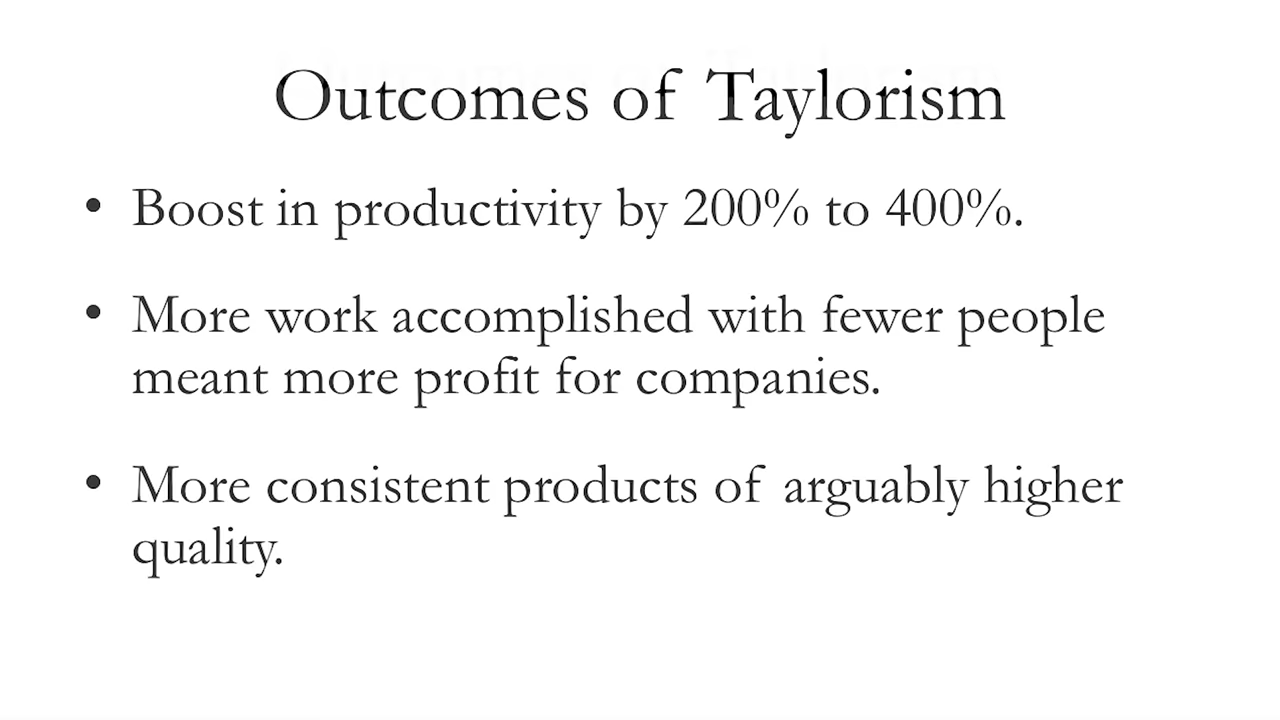 Outcomes of Taylorism
• Boost in productivity by 200% to 400%.
• More work accomplished with fewer people
meant more profit for companies.
• More consistent products of arguably higher
quality.